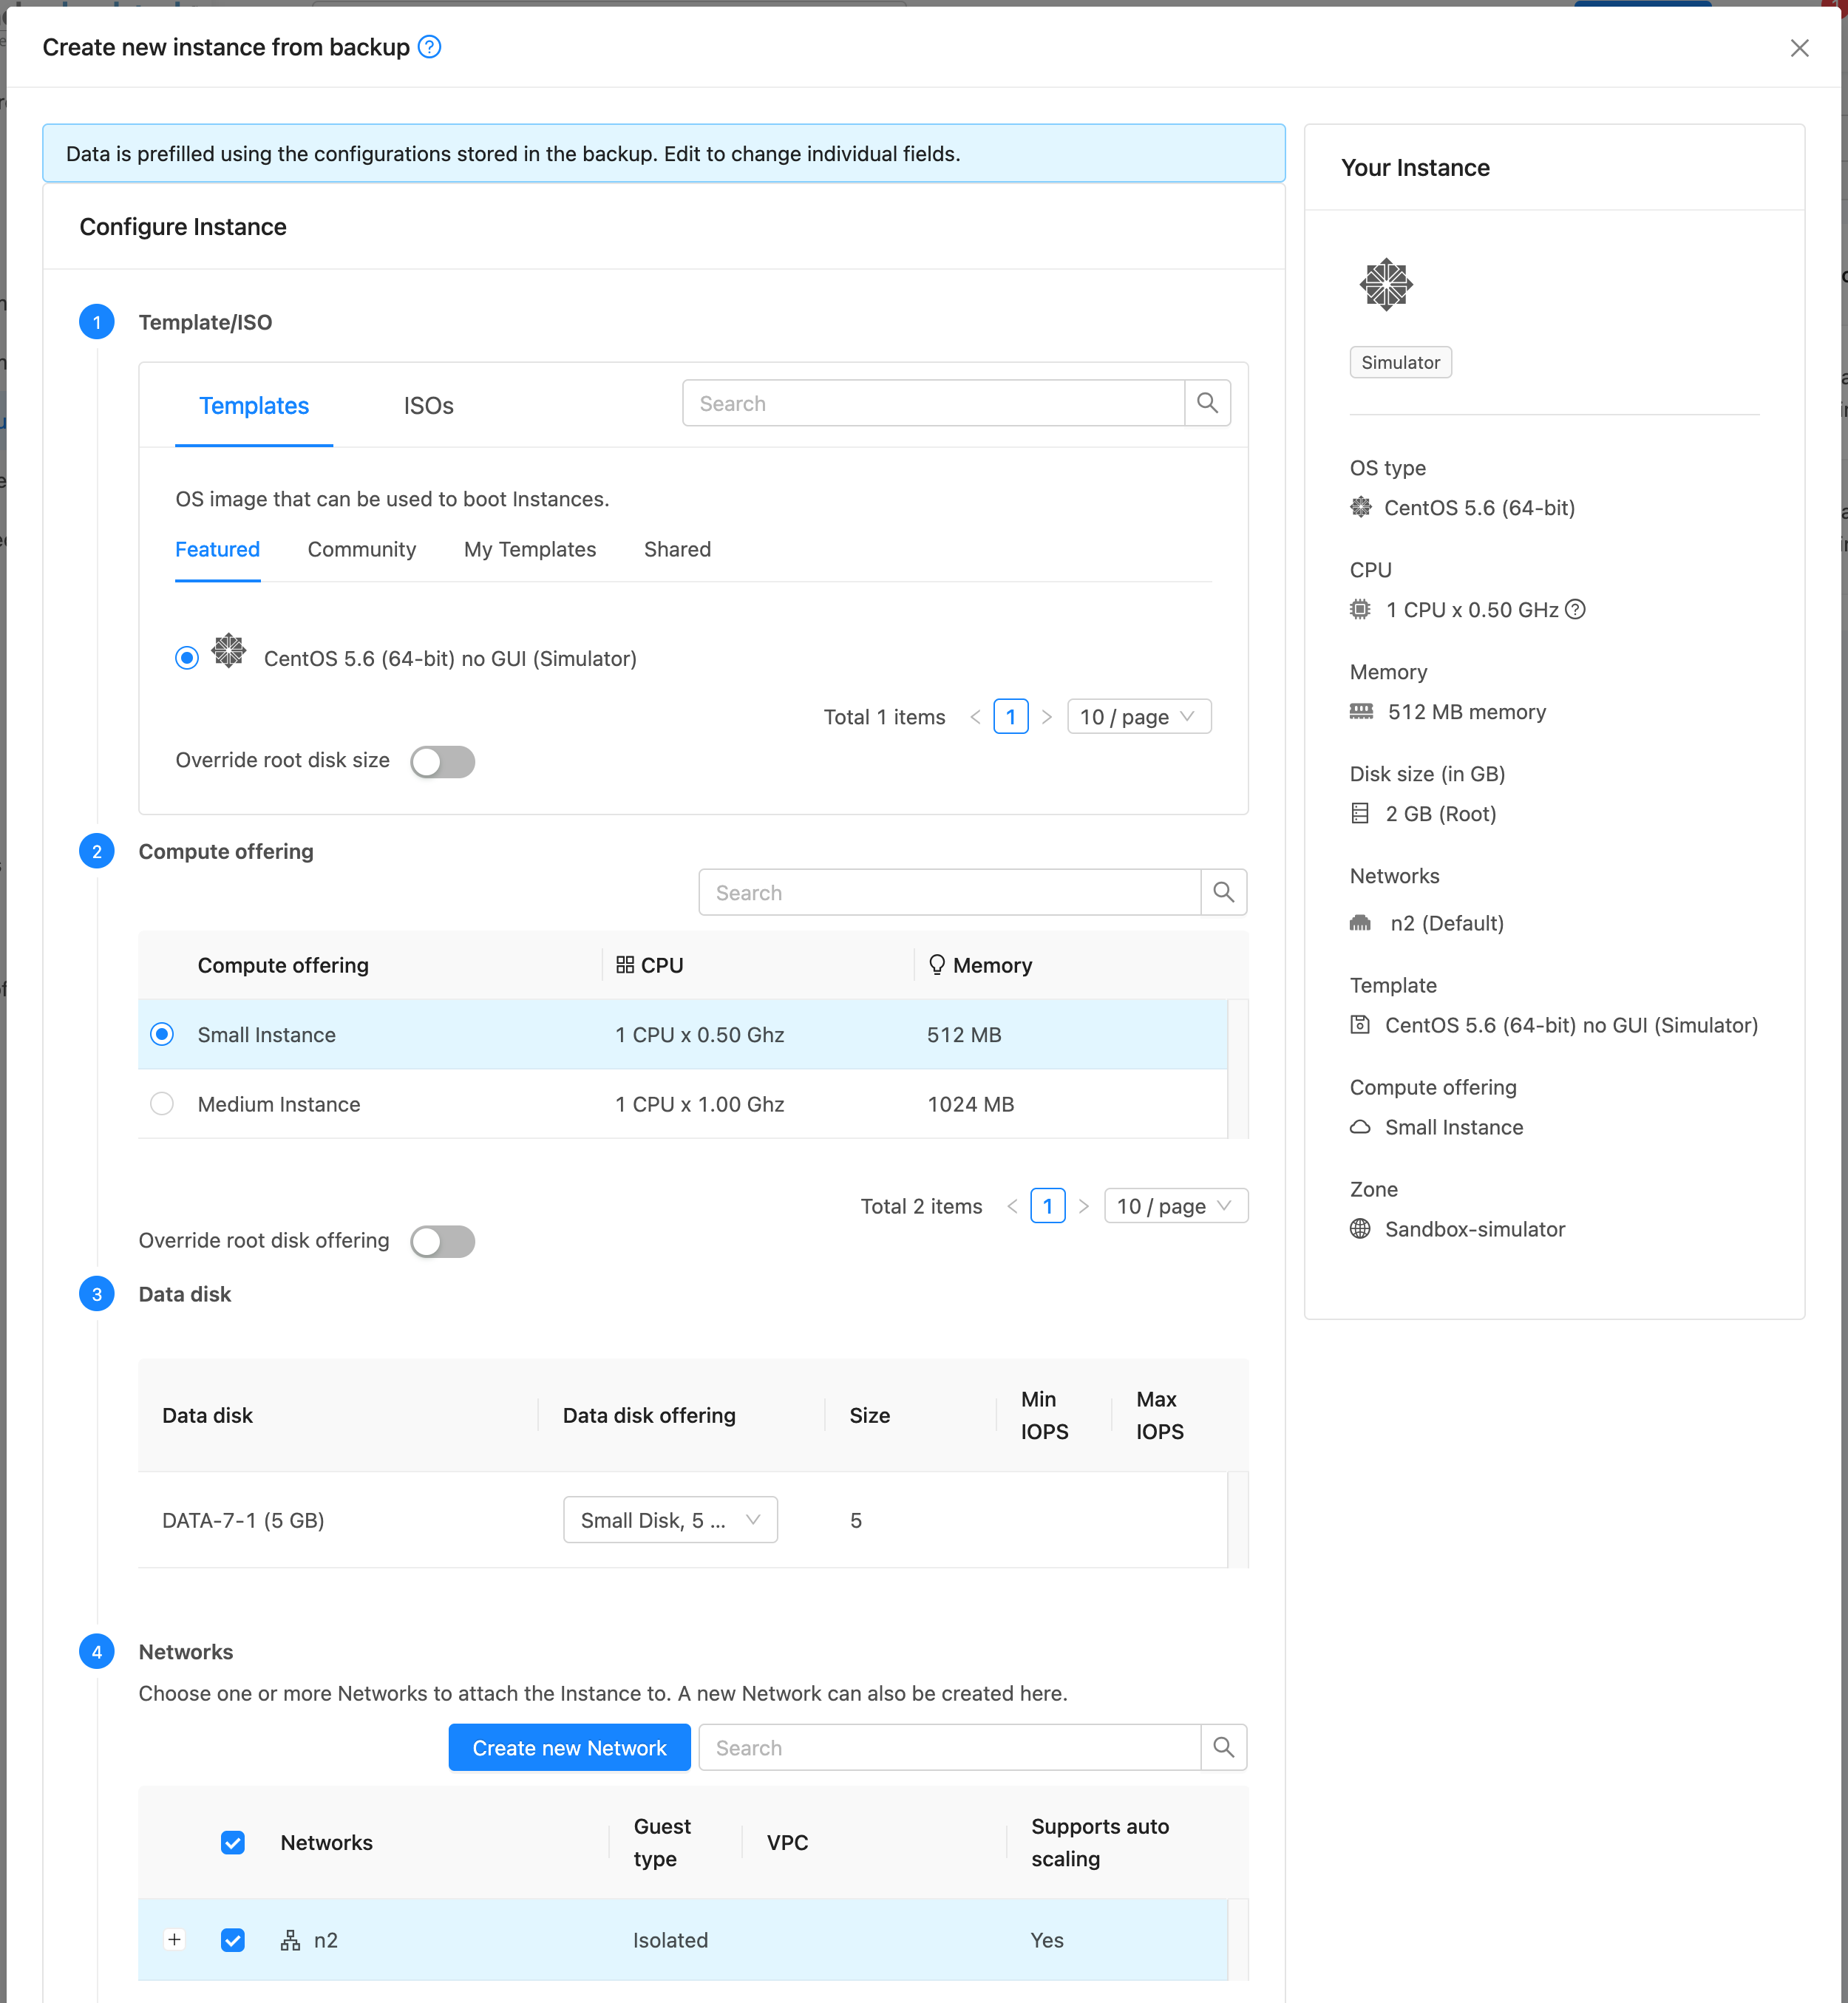 Create new instance from backup
Data is prefilled using the configurations stored in the backup. Edit to change individual fields.
Configure Instance
1
Template/ISO
Templates
ISOs
Search
OS image that can be used to boot Instances.
Featured
Community
My Templates
Shared
CentOS 5.6 (64-bit) no GUI (Simulator)
Total 1 items
1
10 / page
Override root disk size
2
Compute offering
Search
Compute offering
CPU
Memory
Small Instance
1 CPU x 0.50 Ghz
512 MB
Medium Instance
1 CPU x 1.00 Ghz
1024 MB
Total 2 items
1
10 / page
Override root disk offering
3
Data disk
Data disk
Data disk offering
Size
Min
IOPS
Max
IOPS
DATA-7-1 (5 GB)
Small Disk, 5 ...
5
4
Networks
Choose one or more Networks to attach the Instance to. A new Network can also be created here.
Create new Network
Search
Networks
Guest
type
VPC
Supports auto
scaling
n2
Isolated
Yes
Your Instance
Simulator
OS type
CentOS 5.6 (64-bit)
CPU
1 CPU x 0.50 GHz
Memory
512 MB memory
Disk size (in GB)
2 GB (Root)
Networks
n2 (Default)
Template
CentOS 5.6 (64-bit) no GUI (Simulator)
Compute offering
Small Instance
Zone
Sandbox-simulator